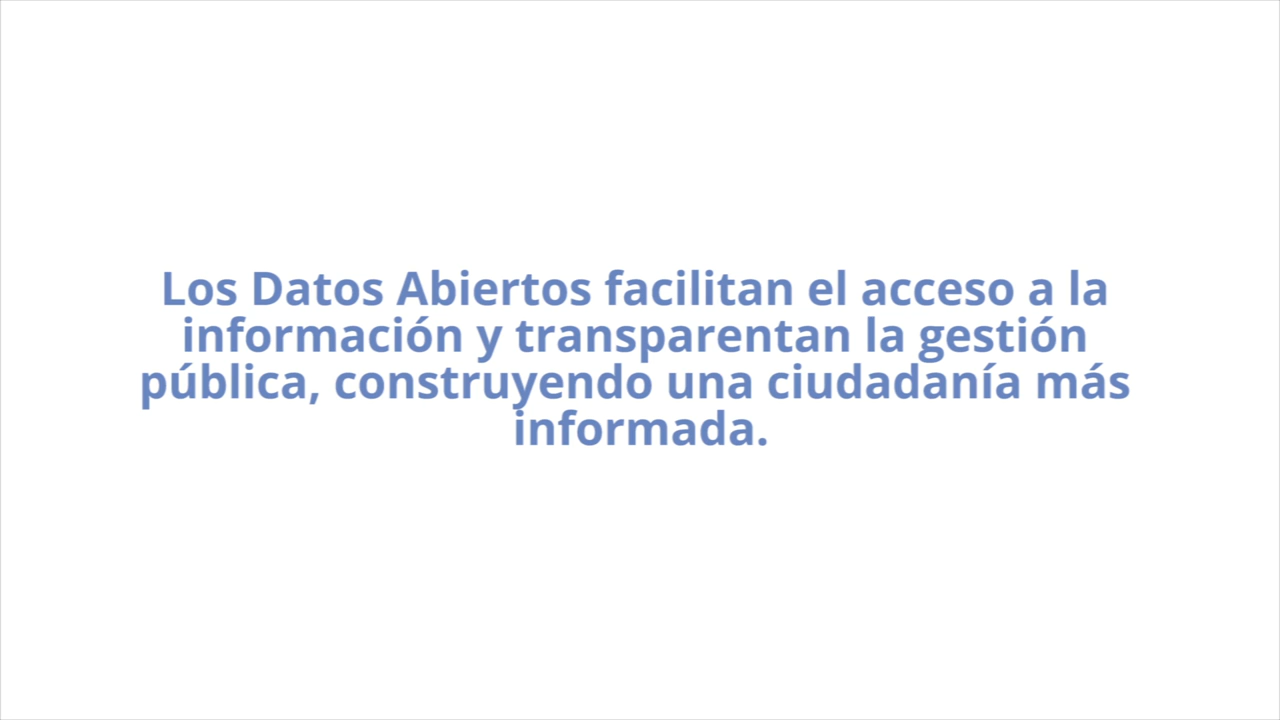 Los Datos Abiertos facilitan el acceso a la
información y transparentan la gestión
pública, construyendo una ciudadanía más
informada.